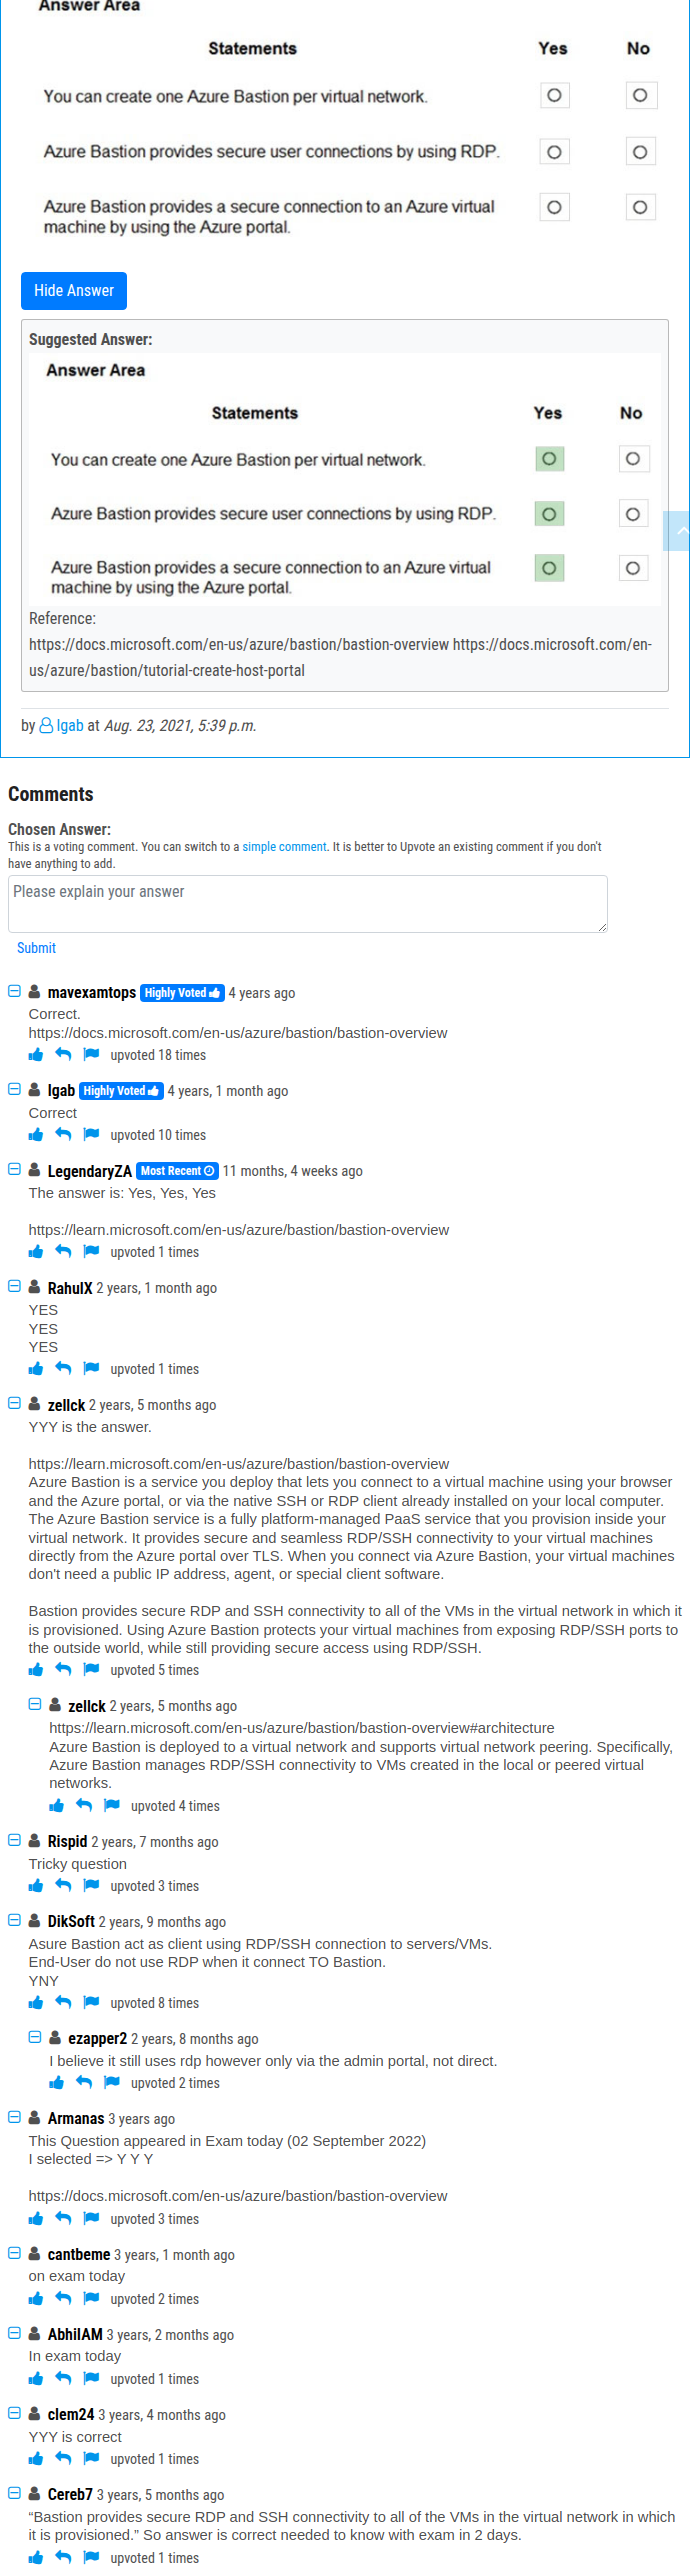 Answer Area
Statements Yes No
You can create one Azure Bastion per virtual network.
Azure Bastion provides secure user connections by using RDP.
Azure Bastion provides a secure connection to an Azure virtual
machine by using the Azure portal.
Hide Answer
Suggested Answer:
Answer Area
Statements Yes No
You can create one Azure Bastion per virtual network.
Azure Bastion provides secure user connections by using RDP.
Azure Bastion provides a secure connection to an Azure virtual
machine by using the Azure portal.
Reference:
https://docs.microsoft.com/en-us/azure/bastion/bastion-overview https://docs.microsoft.com/en-
us/azure/bastion/tutorial-create-host-portal
by lgab at Aug. 23, 2021, 5:39 p.m.
Comments
Chosen Answer:
This is a voting comment. You can switch to a simple comment. It is better to Upvote an existing comment if you don't
have anything to add.
Please explain your answer
Submit
mavexamtops Highly Voted 4 years ago
Correct.
https://docs.microsoft.com/en-us/azure/bastion/bastion-overview
upvoted 18 times
lgab Highly Voted 4 years, 1 month ago
Correct
upvoted 10 times
LegendaryZA Most Recent 11 months, 4 weeks ago
The answer is: Yes, Yes, Yes
https://learn.microsoft.com/en-us/azure/bastion/bastion-overview
upvoted 1 times
RahulX 2 years, 1 month ago
YES
YES
YES
upvoted 1 times
zellck 2 years, 5 months ago
YYY is the answer.
https://learn.microsoft.com/en-us/azure/bastion/bastion-overview
Azure Bastion is a service you deploy that lets you connect to a virtual machine using your browser
and the Azure portal, or via the native SSH or RDP client already installed on your local computer.
The Azure Bastion service is a fully platform-managed PaaS service that you provision inside your
virtual network. It provides secure and seamless RDP/SSH connectivity to your virtual machines
directly from the Azure portal over TLS. When you connect via Azure Bastion, your virtual machines
don't need a public IP address, agent, or special client software.
Bastion provides secure RDP and SSH connectivity to all of the VMs in the virtual network in which it
is provisioned. Using Azure Bastion protects your virtual machines from exposing RDP/SSH ports to
the outside world, while still providing secure access using RDP/SSH.
upvoted 5 times
zellck 2 years, 5 months ago
https://learn.microsoft.com/en-us/azure/bastion/bastion-overview#architecture
Azure Bastion is deployed to a virtual network and supports virtual network peering. Specifically,
Azure Bastion manages RDP/SSH connectivity to VMs created in the local or peered virtual
networks.
upvoted 4 times
Rispid 2 years, 7 months ago
Tricky question
upvoted 3 times
DikSoft 2 years, 9 months ago
Asure Bastion act as client using RDP/SSH connection to servers/VMs.
End-User do not use RDP when it connect TO Bastion.
YNY
upvoted 8 times
ezapper2 2 years, 8 months ago
I believe it still uses rdp however only via the admin portal, not direct.
upvoted 2 times
Armanas 3 years ago
This Question appeared in Exam today (02 September 2022)
I selected => Y Y Y
https://docs.microsoft.com/en-us/azure/bastion/bastion-overview
upvoted 3 times
cantbeme 3 years, 1 month ago
on exam today
upvoted 2 times
AbhilAM 3 years, 2 months ago
In exam today
upvoted 1 times
clem24 3 years, 4 months ago
YYY is correct
upvoted 1 times
Cereb7 3 years, 5 months ago
“Bastion provides secure RDP and SSH connectivity to all of the VMs in the virtual network in which
it is provisioned.” So answer is correct needed to know with exam in 2 days.
upvoted 1 times